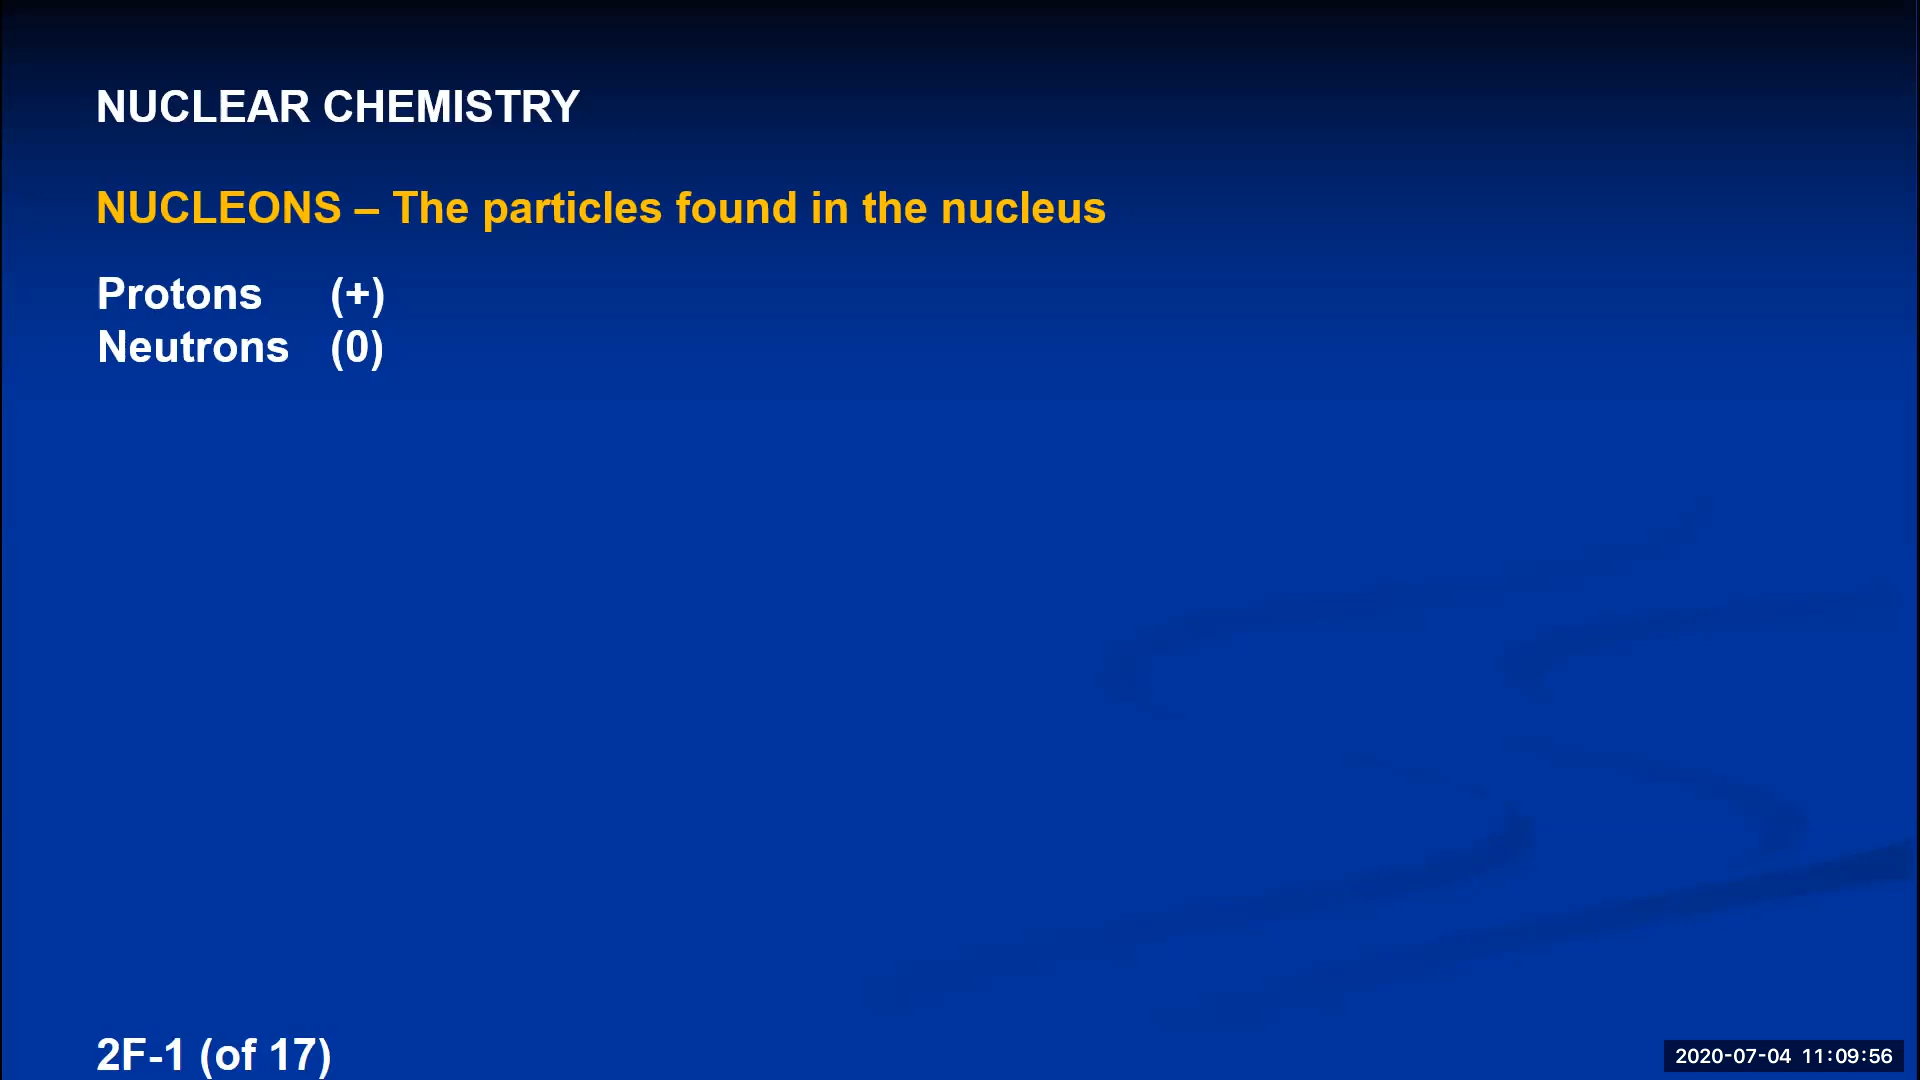 NUCLEAR CHEMISTRY
NUCLEONS – The particles found in the nucleus
Protons (+)
Neutrons (0)
2F-1 (of 17)
2020-07-04 11:09:56